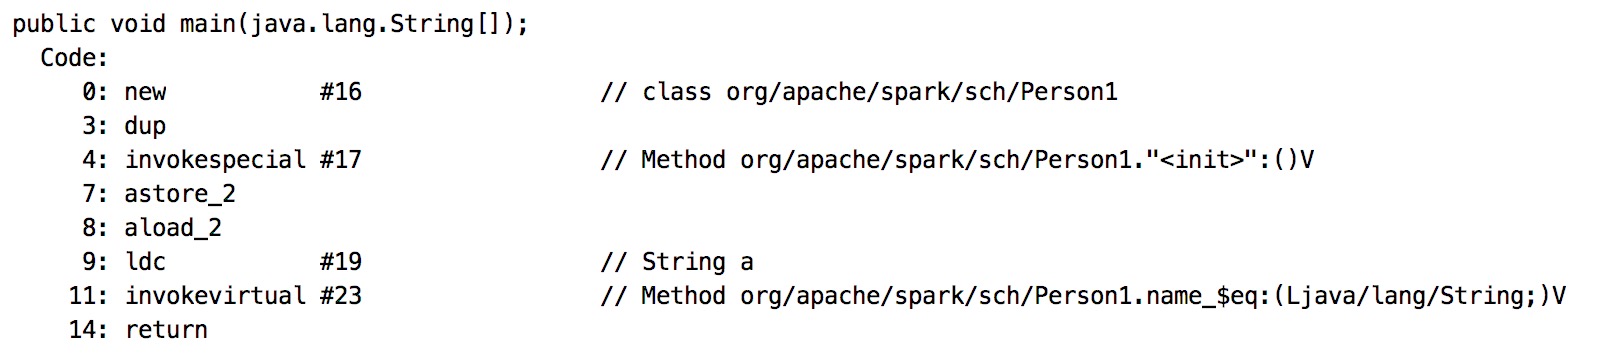 public void main(java.lang.String[]);
  Code:
     0: new           #16                 // class org/apache/spark/sch/Person1
     3: dup
     4: invokespecial #17                 // Method org/apache/spark/sch/Person1."<init>":()V
     7: astore_2
     8: aload_2
     9: ldc           #19                 // String a
    11: invokevirtual #23                 // Method org/apache/spark/sch/Person1.name_$eq:(Ljava/lang/String;)V
    14: return